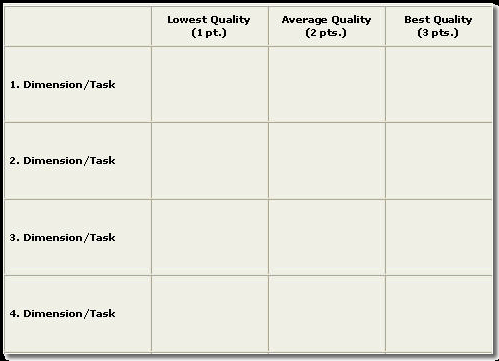 Lowest Quality
(1 pt.)
Average Quality
(2 pts.)
Best Quality
(3 pts.)
1. Dimension/Task
2. Dimension/Task
3. Dimension/Task
4. Dimension/Task